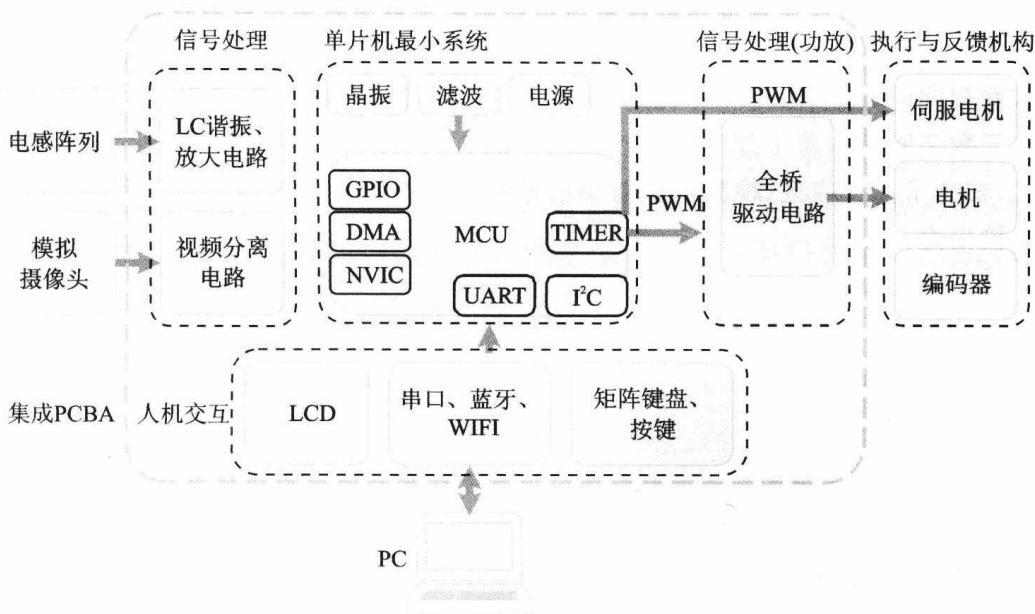 信号处理
单片机最小系统
信号处理(功放)
执行与反馈机构
晶振
滤波
电源
PWM
伺服电机
电感阵列
LC谐振、
放大电路
GPIO
DMA
NVIC
MCU
TIMER
UART
I²C
PWM
全桥
驱动电路
电机
模拟
摄像头
视频分离
电路
编码器
集成PCBA
人机交互
LCD
串口、蓝牙、
WIFI
矩阵键盘、
按键
PC